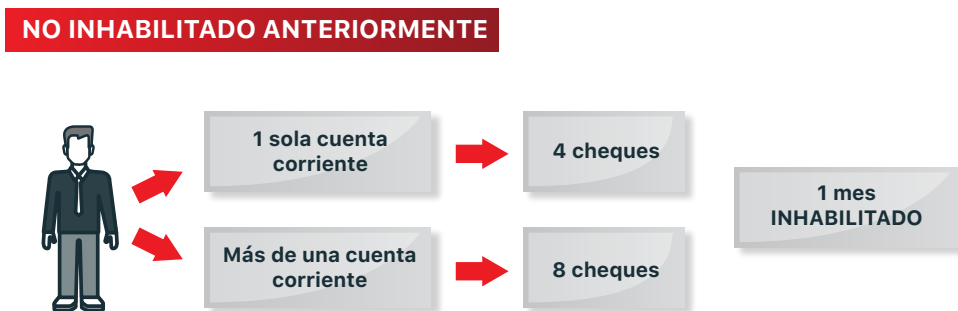 NO INHABILITADO ANTERIORMENTE
1 sola cuenta
corriente
4 cheques
1 mes
INHABILITADO
Más de una cuenta
corriente
8 cheques